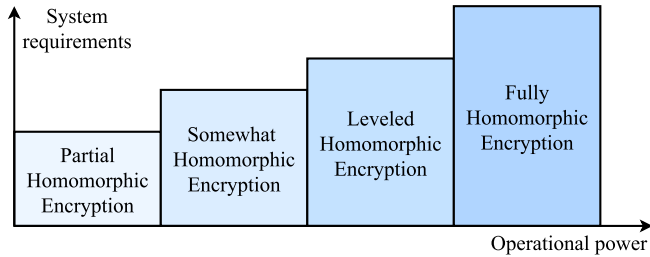 System
requirements
Partial
Homomorphic
Encryption
Somewhat
Homomorphic
Encryption
Leveled
Homomorphic
Encryption
Fully
Homomorphic
Encryption
Operational power